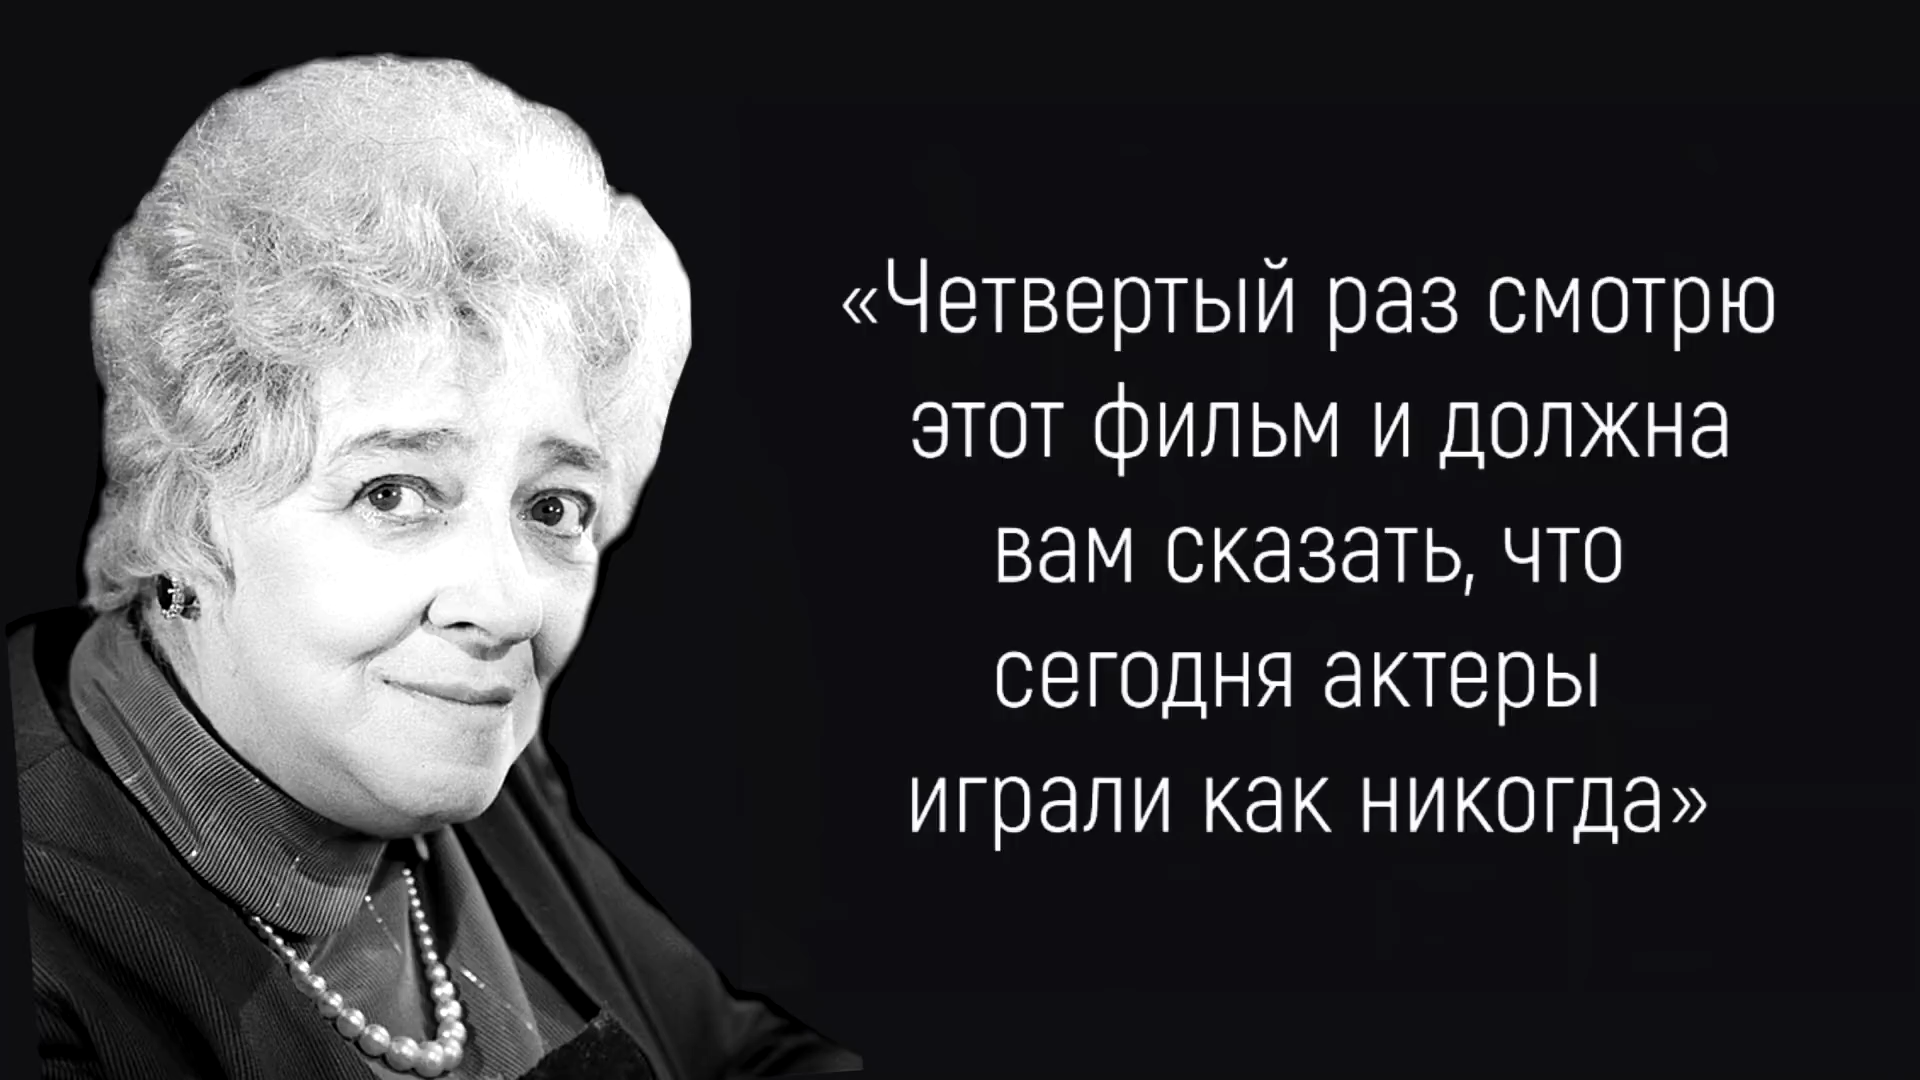 «Четвертый раз смотрю
этот фильм и должна
вам сказать, что
сегодня актеры
играли как никогда»